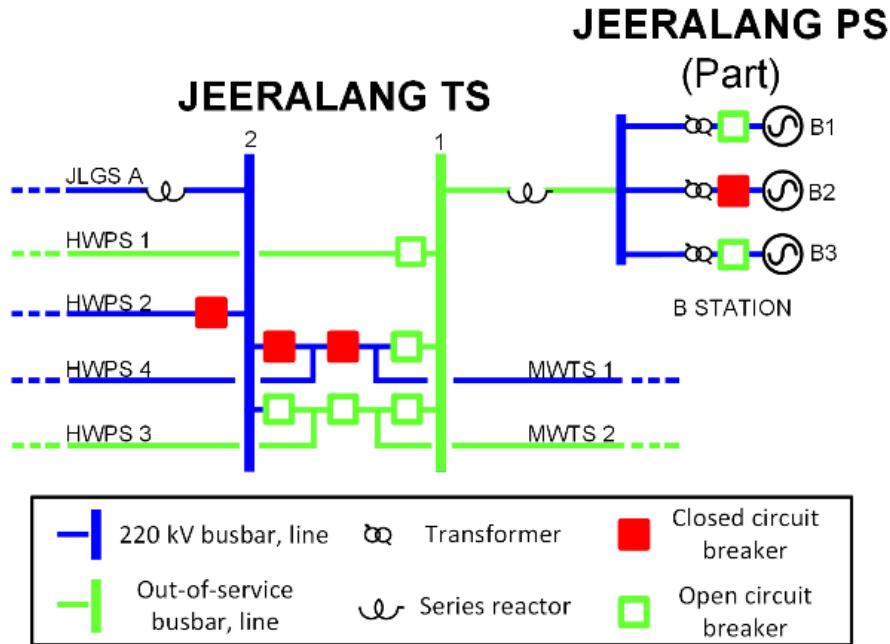 JEERALANG PS
(Part)
JEERALANG TS
2
1
B1
JLGS A
B2
HWPS 1
B3
HWPS 2
B STATION
HWPS 4
MWTS 1
HWPS 3
MWTS 2
220 kV busbar, line
Transformer
Closed circuit
breaker
Out-of-service
busbar, line
Series reactor
Open circuit
breaker